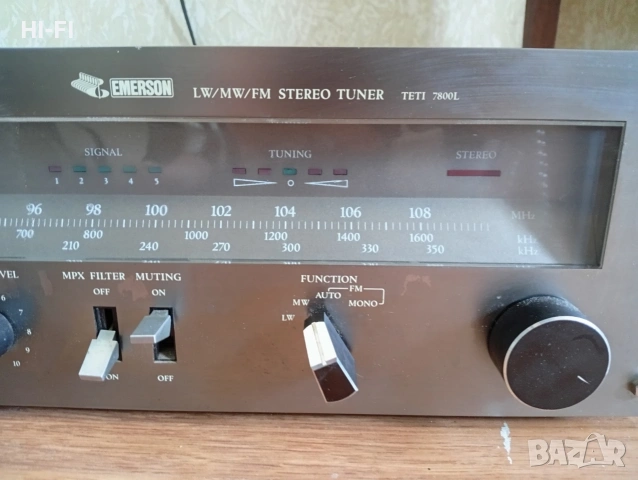 HI-FI
EMERSON LW/MW/FM STEREO TUNER TETI 7800L
SIGNAL TUNING STEREO
1 2 3 4 5
96 98 100 102 104 106 108 MHz
700 800 1000 1200 1400 1600 kHz
210 240 270 300 330 350 kHz
VEL MPX FILTER MUTING FUNCTION
OFF ON
AUTO FM
MW MONO
LW
6
7
8
9
10
ON OFF
BAZAR